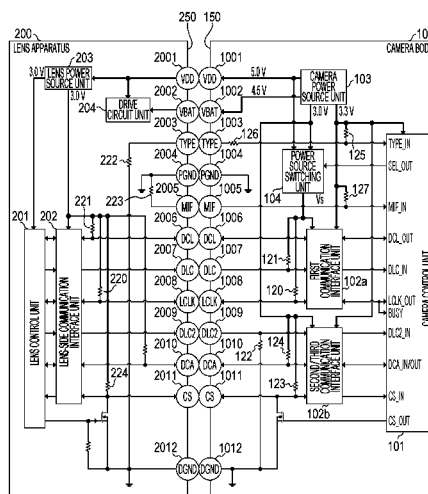 200
LENS APPARATUS
250
150
100
CAMERA BODY
203
3.0 V
LENS POWER SOURCE UNIT
3.0 V
204
DRIVE CIRCUIT UNIT
2001
VDD
1001
VDD
5.0 V
CAMERA POWER SOURCE UNIT
103
2002
VBAT
1002
VBAT
4.5 V
3.0 V
3.3 V
2003
TYPE
1003
TYPE
126
125
TYPE_IN
222
2004
PGND
1004
PGND
POWER SOURCE SWITCHING UNIT
104
SEL_OUT
223
2005
MIF
1005
MIF
Vs
127
MIF_IN
201
202
221
2006
DCL
1006
DCL
DCL_OUT
2007
DLC
1007
DLC
121
FIRST COMMUNICATION INTERFACE UNIT
102a
DLC_IN
220
2008
LCLK
1008
LCLK
120
LCLK_OUT
BUSY
LENS CONTROL UNIT
LENS-SIDE COMMUNICATION INTERFACE UNIT
2009
DLC2
1009
DLC2
122
124
DLC2_IN
2010
DCA
1010
DCA
SECOND/THIRD COMMUNICATION INTERFACE UNIT
102b
DCA_IN/OUT
224
2011
CS
1011
CS
123
CS_IN
CS_OUT
CAMERA CONTROL UNIT
101
2012
DGND
1012
DGND